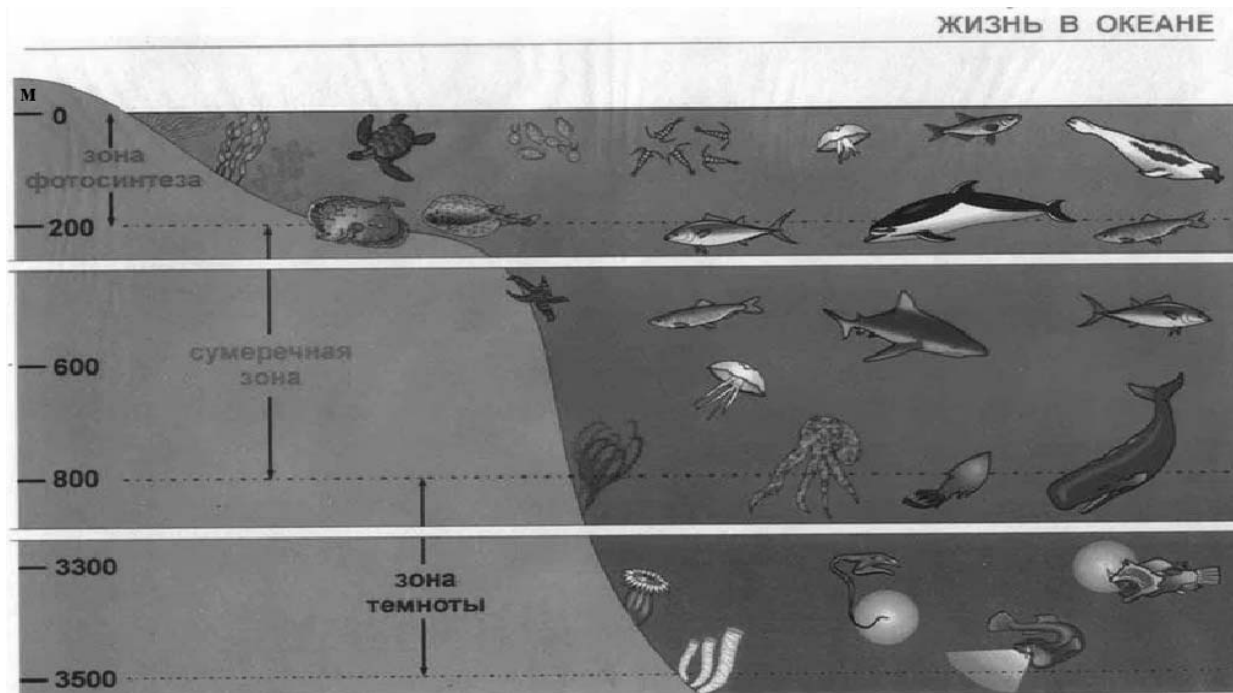 ЖИЗНЬ В ОКЕАНЕ
М
0
зона
фотосинтеза
200
сумеречная
зона
600
800
3300
зона
темноты
3500